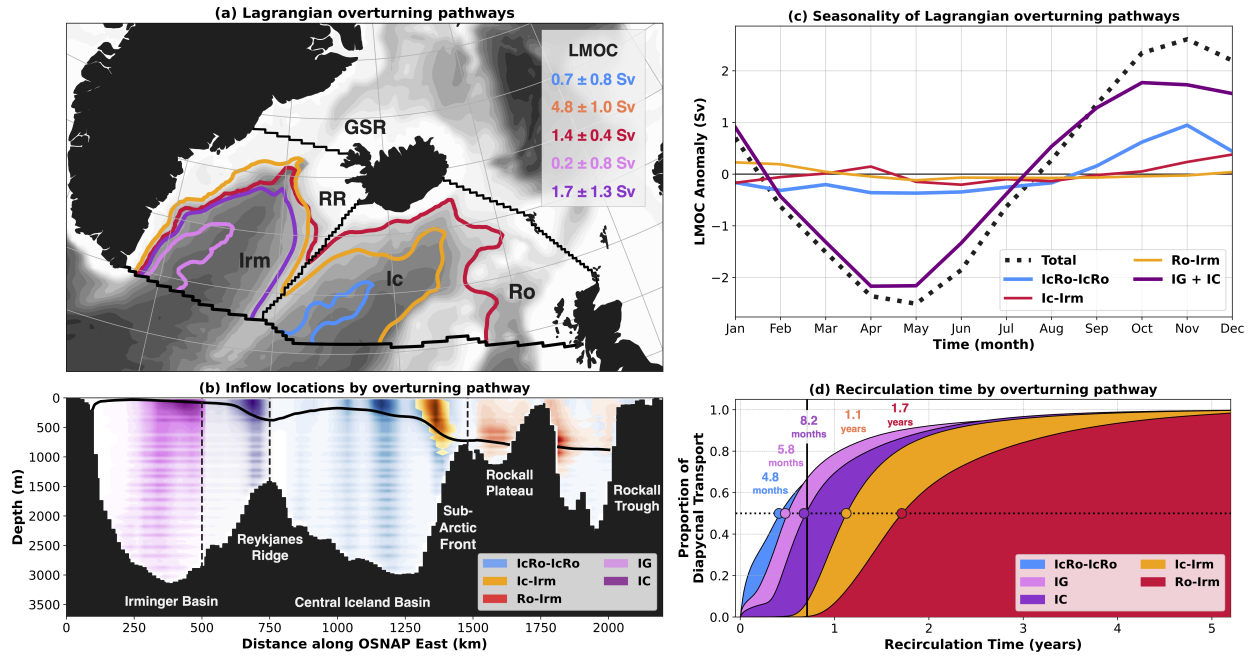 (a) Lagrangian overturning pathways
LMOC
0.7 ± 0.8 Sv
4.8 ± 1.0 Sv
1.4 ± 0.4 Sv
0.2 ± 0.8 Sv
1.7 ± 1.3 Sv
GSR
RR
Irm
Ic
Ro
(b) Inflow locations by overturning pathway
0
500
1000
1500
2000
2500
3000
3500
Depth (m)
Reykjanes
Ridge
Sub-
Arctic
Front
Rockall
Plateau
Rockall
Trough
Irminger Basin
Central Iceland Basin
IcRo-IcRo
Ic-Irm
Ro-Irm
IG
IC
0
250
500
750
1000
1250
1500
1750
2000
Distance along OSNAP East (km)
(c) Seasonality of Lagrangian overturning pathways
2
1
0
−1
−2
LMOC Anomaly (Sv)
Total
IcRo-IcRo
Ic-Irm
Ro-Irm
IG + IC
Jan
Feb
Mar
Apr
May
Jun
Jul
Aug
Sep
Oct
Nov
Dec
Time (month)
(d) Recirculation time by overturning pathway
1.0
0.8
0.6
0.4
0.2
0.0
Proportion of
Diapycnal Transport
4.8
months
5.8
months
8.2
months
1.1
years
1.7
years
IcRo-IcRo
IG
IC
Ic-Irm
Ro-Irm
0
1
2
3
4
5
Recirculation Time (years)